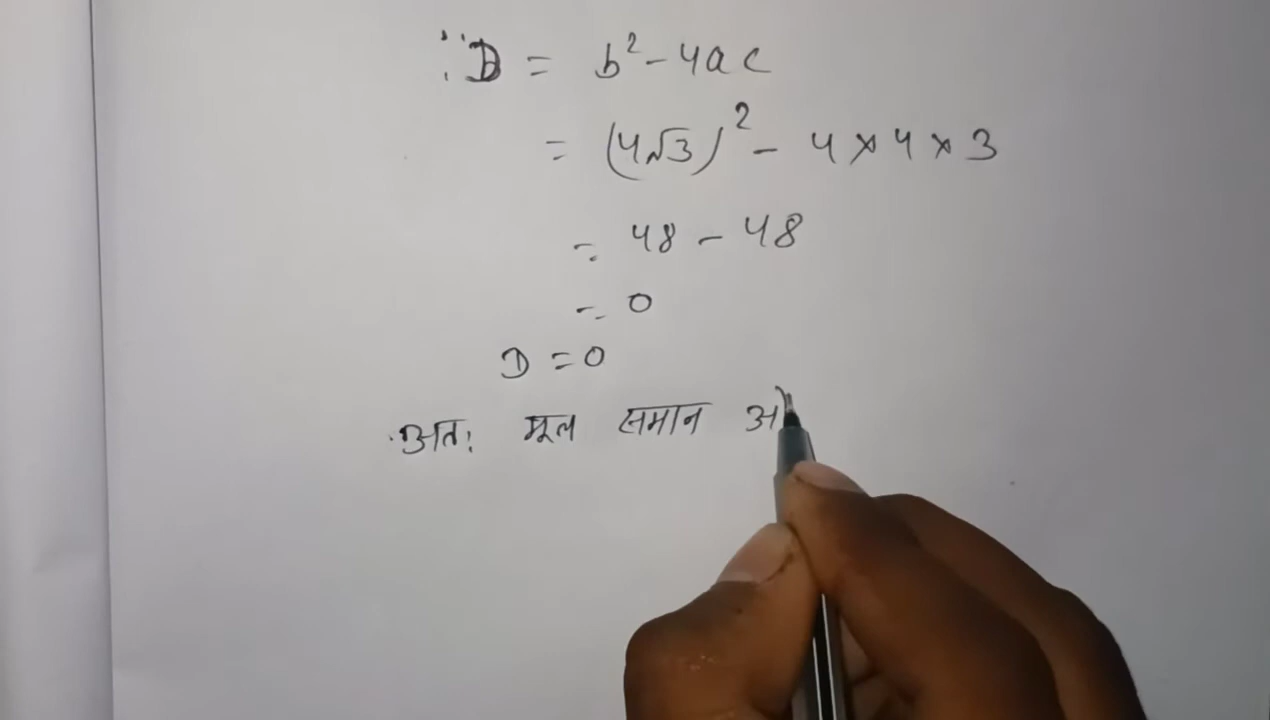 ∵ D = b² - 4ac
= (4√3)² - 4 × 4 × 3
= 48 - 48
= 0
D = 0
अतः मूल समान